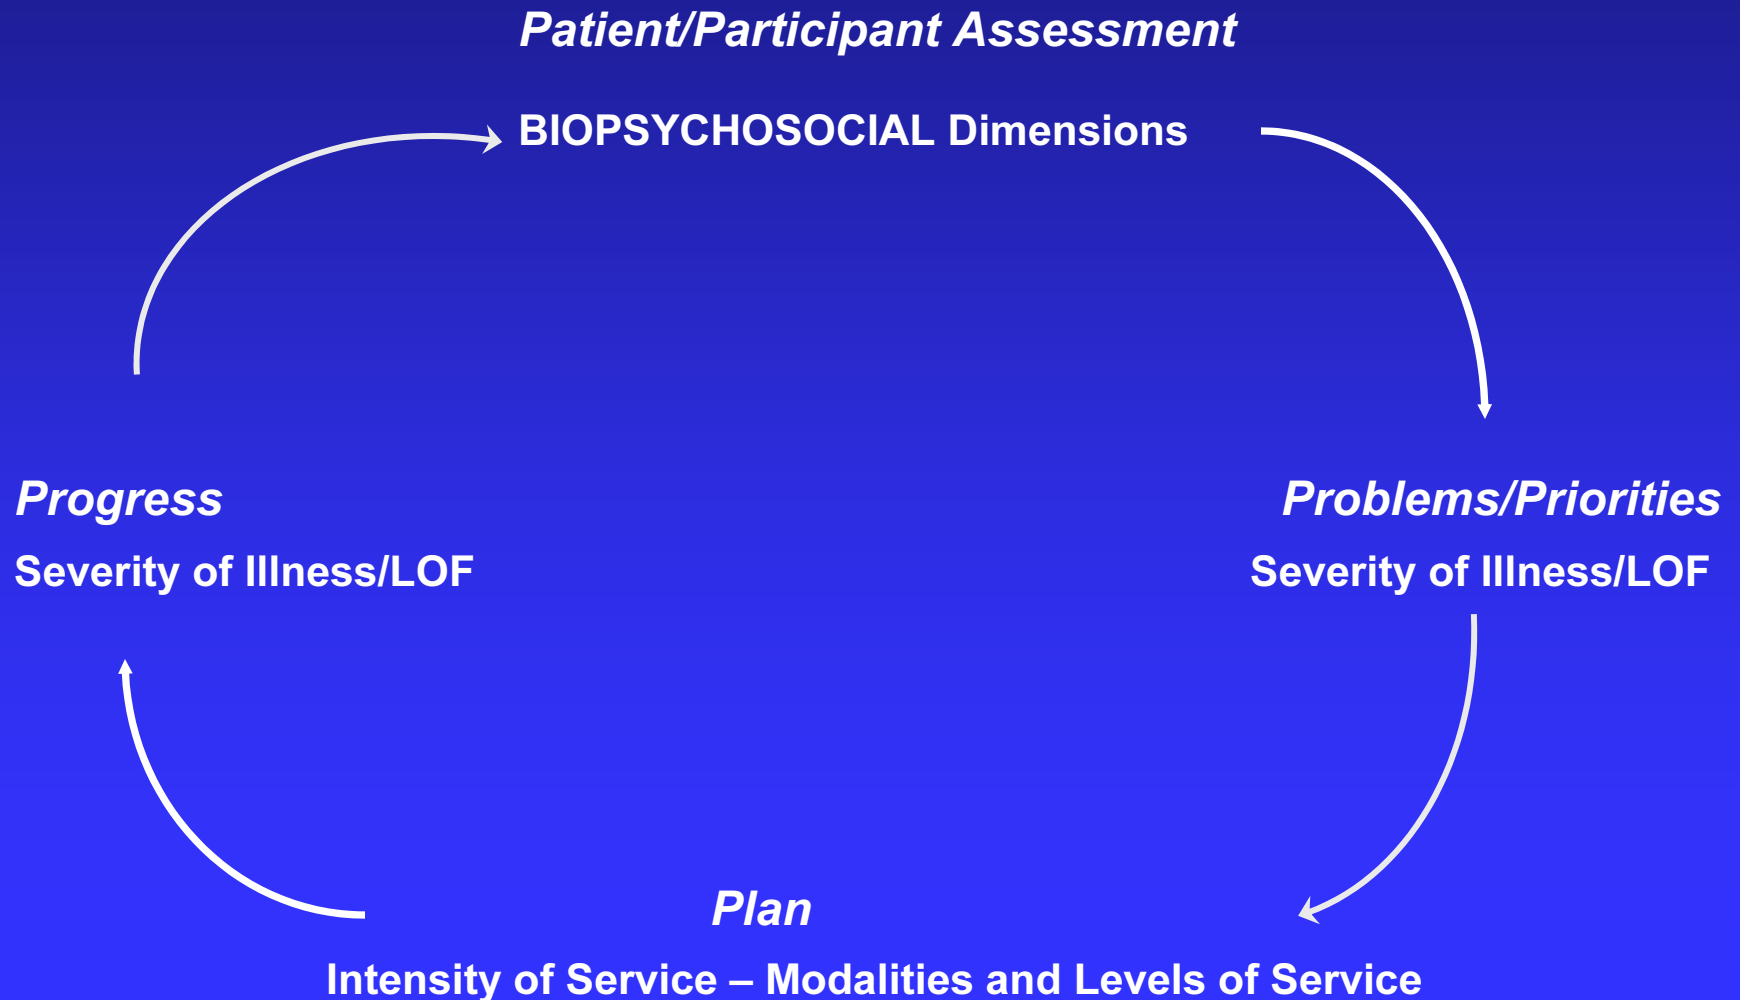 Patient/Participant Assessment
BIOPSYCHOSOCIAL Dimensions
Progress
Severity of Illness/LOF
Problems/Priorities
Severity of Illness/LOF
Plan
Intensity of Service – Modalities and Levels of Service